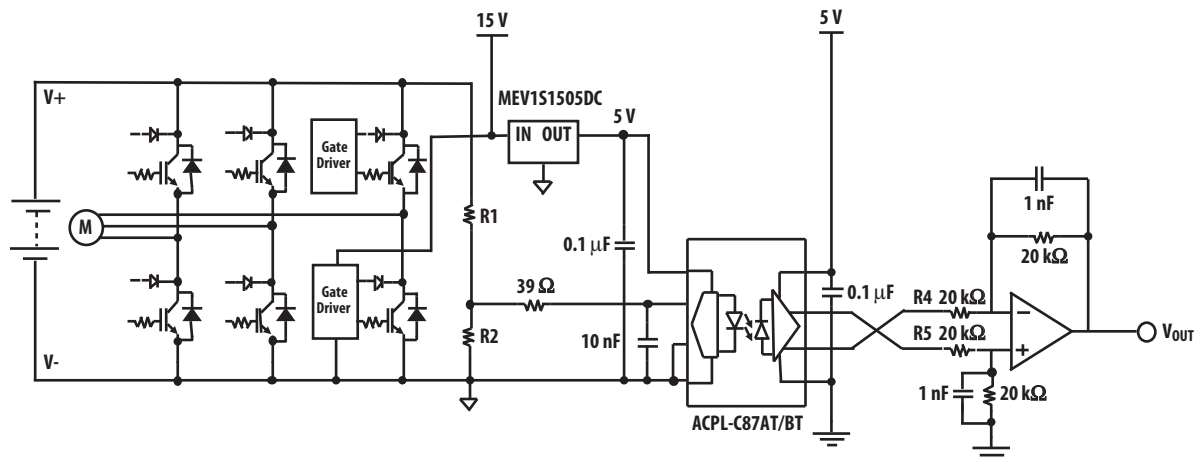 15 V
5 V
V+
MEV1S1505DC
IN OUT
5 V
Gate
Driver
M
R1
0.1 μF
1 nF
20 kΩ
Gate
Driver
39 Ω
0.1 μF
R4 20 kΩ
R5 20 kΩ
R2
10 nF
V-
−
+
VOUT
1 nF
20 kΩ
ACPL-C87AT/BT